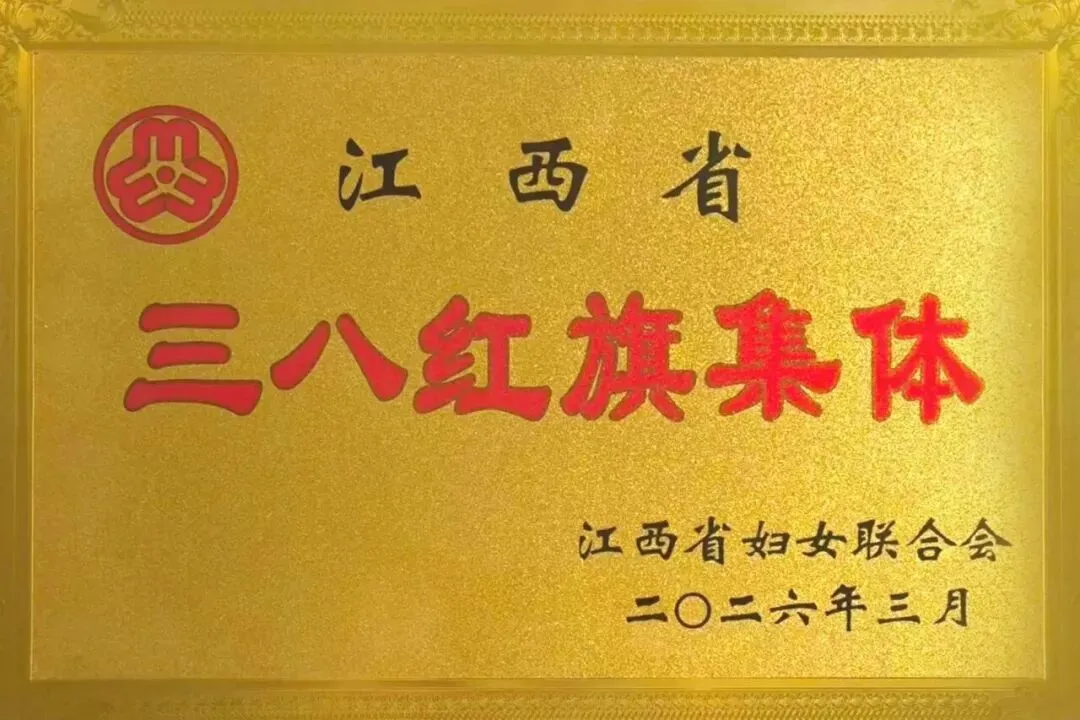 江西省
三八红旗集体
江西省妇女联合会
二〇二六年三月